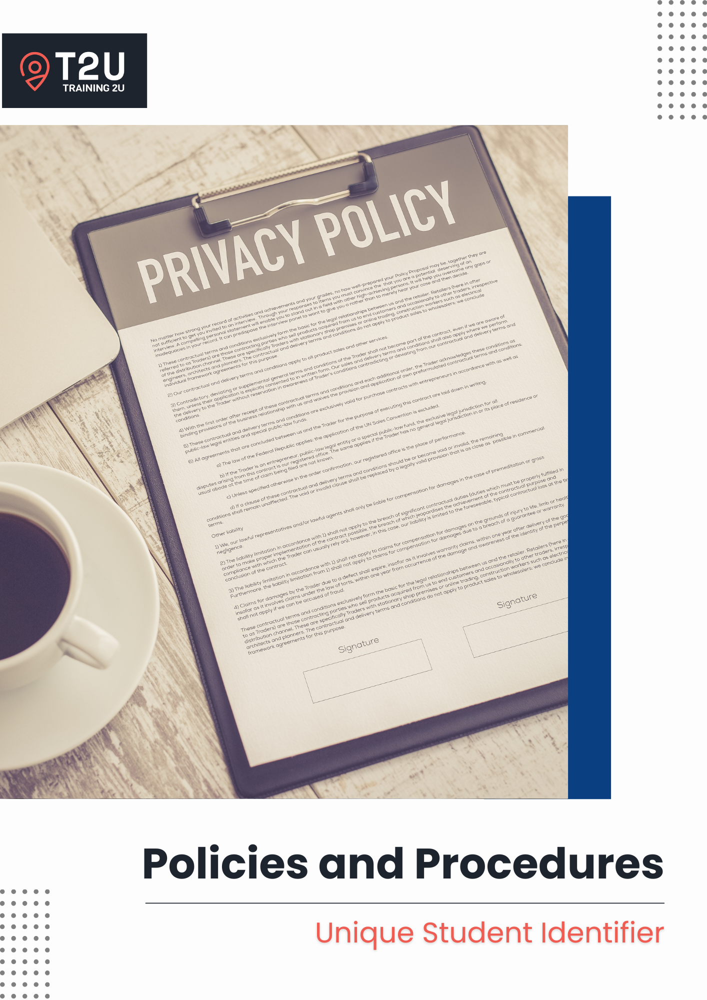 T2U
TRAINING 2U
PRIVACY POLICY
No matter how strong your record of activities and achievements and your grades, no how well-prepared your Policy Proposal may be, together they are
not sufficient to get you invited to an interview. Through your responses to Items you must convince the that you are a potential deserving of an
interview. A compelling personal statement will enable you to stand out in a field with other high-achieving persons. It will help you overcome any gaps or
inadequacies in your record. It can predispose the interview panel to want to give you a rather than to merely hear your case and then decide.
1) These contractual terms and conditions exclusively form the basic for the legal relationships between us and the retailer. Retailers (here in after
referred to as Traders) are those contracting parties who sell products acquired from us to end customers and occasionally to other traders, irrespective
of the distribution channel. These are specifically Traders with stationary shop premises or online trading, construction workers such as electrical
engineers, architects and planners. The contractual and delivery terms and conditions do not apply to product sales to wholesalers; we conclude
individual framework agreements for this purpose.
2) Our contractual and delivery terms and conditions apply to all product sales and other services.
3) Contradictory, deviating or supplemental general terms and conditions of the Trader shall not become part of the contract, even if we are aware of
them, unless their application is explicitly consented to in written form. Our sales and delivery terms and conditions shall also apply where we perform
the delivery to the Trader without reservation in awareness of Trader's conditions contradicting or deviating from our contractual and delivery terms and
conditions.
4) With the first order after receipt of these contractual terms and conditions and each additional order, the Trader acknowledges these conditions as
binding provisions of the business relationship with us and waives the provision and application of own preformulated contractual terms and conditions.
5) These contractual and delivery terms and conditions are exclusively valid for purchase contracts with entrepreneurs in accordance with as well as
public-law legal entities and special public-law funds.
6) All agreements that are concluded between us and the Trader for the purpose of executing this contract are laid down in writing.
a) The law of the Federal Republic applies; the application of the UN Sales Convention is excluded.
b) If the Trader is an entrepreneur, public-law legal entity or a special public-law fund, the exclusive legal jurisdiction for all
disputes arising from this contract is our registered office. The same applies if the Trader has no general legal jurisdiction in or its place of residence or
usual abode at the time of claim being filed are not known.
c) Unless specified otherwise in the order confirmation, our registered office is the place of performance.
d) If a clause of these contractual and delivery terms and conditions should be or become void or invalid, the remaining
conditions shall remain unaffected. The void or invalid clause shall be replaced by a legally valid provision that is as close as possible in commercial
terms.
Other liability
1) We, our lawful representatives and/or lawful agents shall only be liable for compensation for damages in the case of premeditation or gross
negligence.
2) The liability limitation in accordance with 1) shall not apply to the breach of significant contractual duties (duties which must be properly fulfilled in
order to make proper implementation of the contract possible, the breach of which jeopardises the achievement of the contractual purpose and
compliance with which the Trader can usually rely on); however, in this case, our liability is limited to the foreseeable, typical contractual loss at the
conclusion of the contract.
3) The liability limitation in accordance with 1) shall not apply to claims for compensation for damages on the grounds of injury to life, limb or
Furthermore, the liability limitation from 1) shall not apply to claims for compensation for damages due to a breach of a guarantee or warranty.
4) Claims for damages by the Trader due to a defect shall expire, insofar as it involves warranty claims, within one year after delivery of the
insofar as it involves claims under the law of torts, within one year from occurrence of the damage and awareness of the identity of the
shall not apply if we can be accused of fraud.
These contractual terms and conditions exclusively form the basic for the legal relationships between us and the retailer. Retailers (here in
to as Traders) are those contracting parties who sell products acquired from us to end customers and occasionally to other traders,
distribution channel. These are specifically Traders with stationary shop premises or online trading, construction workers such as
architects and planners. The contractual and delivery terms and conditions do not apply to product sales to wholesalers; we conclude
framework agreements for this purpose.
Signature
Signature
Policies and Procedures
Unique Student Identifier